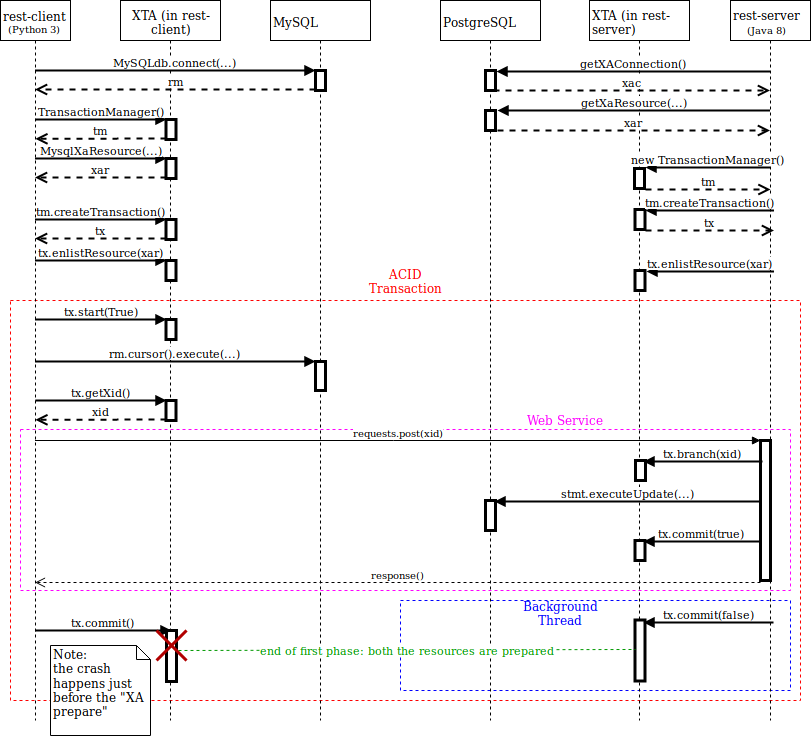 rest-client
(Python 3)
XTA (in rest-
client)
MySQL
PostgreSQL
XTA (in rest-
server)
rest-server
(Java 8)
MySQLdb.connect(...)
getXAConnection()
rm
xac
getXaResource(...)
TransactionManager()
xar
tm
MysqlXaResource(...)
new TransactionManager()
xar
tm
tm.createTransaction()
tm.createTransaction()
tx
tx
tx.enlistResource(xar)
tx.enlistResource(xar)
ACID
Transaction
tx.start(True)
rm.cursor().execute(...)
tx.getXid()
xid
Web Service
requests.post(xid)
tx.branch(xid)
stmt.executeUpdate(...)
tx.commit(true)
response()
Background
Thread
tx.commit()
tx.commit(false)
end of first phase: both the resources are prepared
Note:
the crash
happens just
before the "XA
prepare"